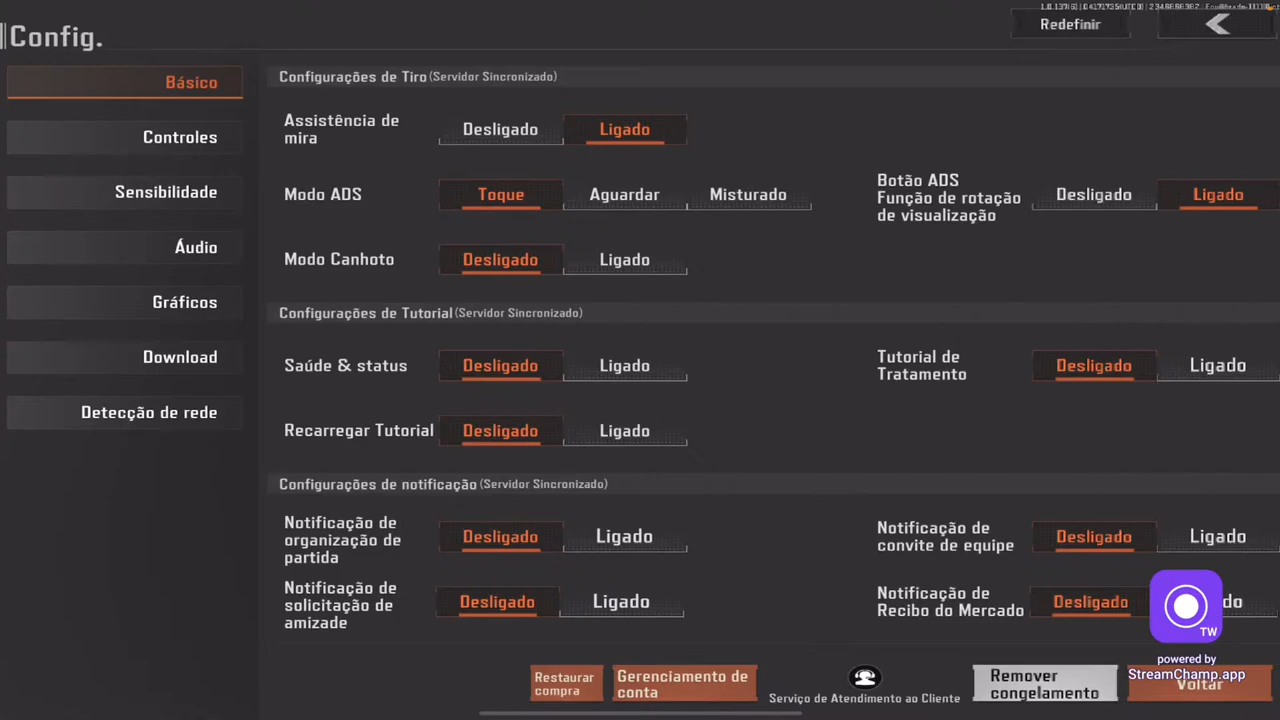 Config.
Redefinir
Básico
Controles
Sensibilidade
Áudio
Gráficos
Download
Detecção de rede
Configurações de Tiro (Servidor Sincronizado)
Assistência de
mira
Desligado
Ligado
Modo ADS
Toque
Aguardar
Misturado
Botão ADS
Função de rotação
de visualização
Desligado
Ligado
Modo Canhoto
Desligado
Ligado
Configurações de Tutorial (Servidor Sincronizado)
Saúde & status
Desligado
Ligado
Tutorial de
Tratamento
Desligado
Ligado
Recarregar Tutorial
Desligado
Ligado
Configurações de notificação (Servidor Sincronizado)
Notificação de
organização de
partida
Desligado
Ligado
Notificação de
convite de equipe
Desligado
Ligado
Notificação de
solicitação de
amizade
Desligado
Ligado
Notificação de
Recibo do Mercado
Desligado
TW
powered by
StreamChamp.app
Restaurar
compra
Gerenciamento de
conta
Serviço de Atendimento ao Cliente
Remover
congelamento
Voltar